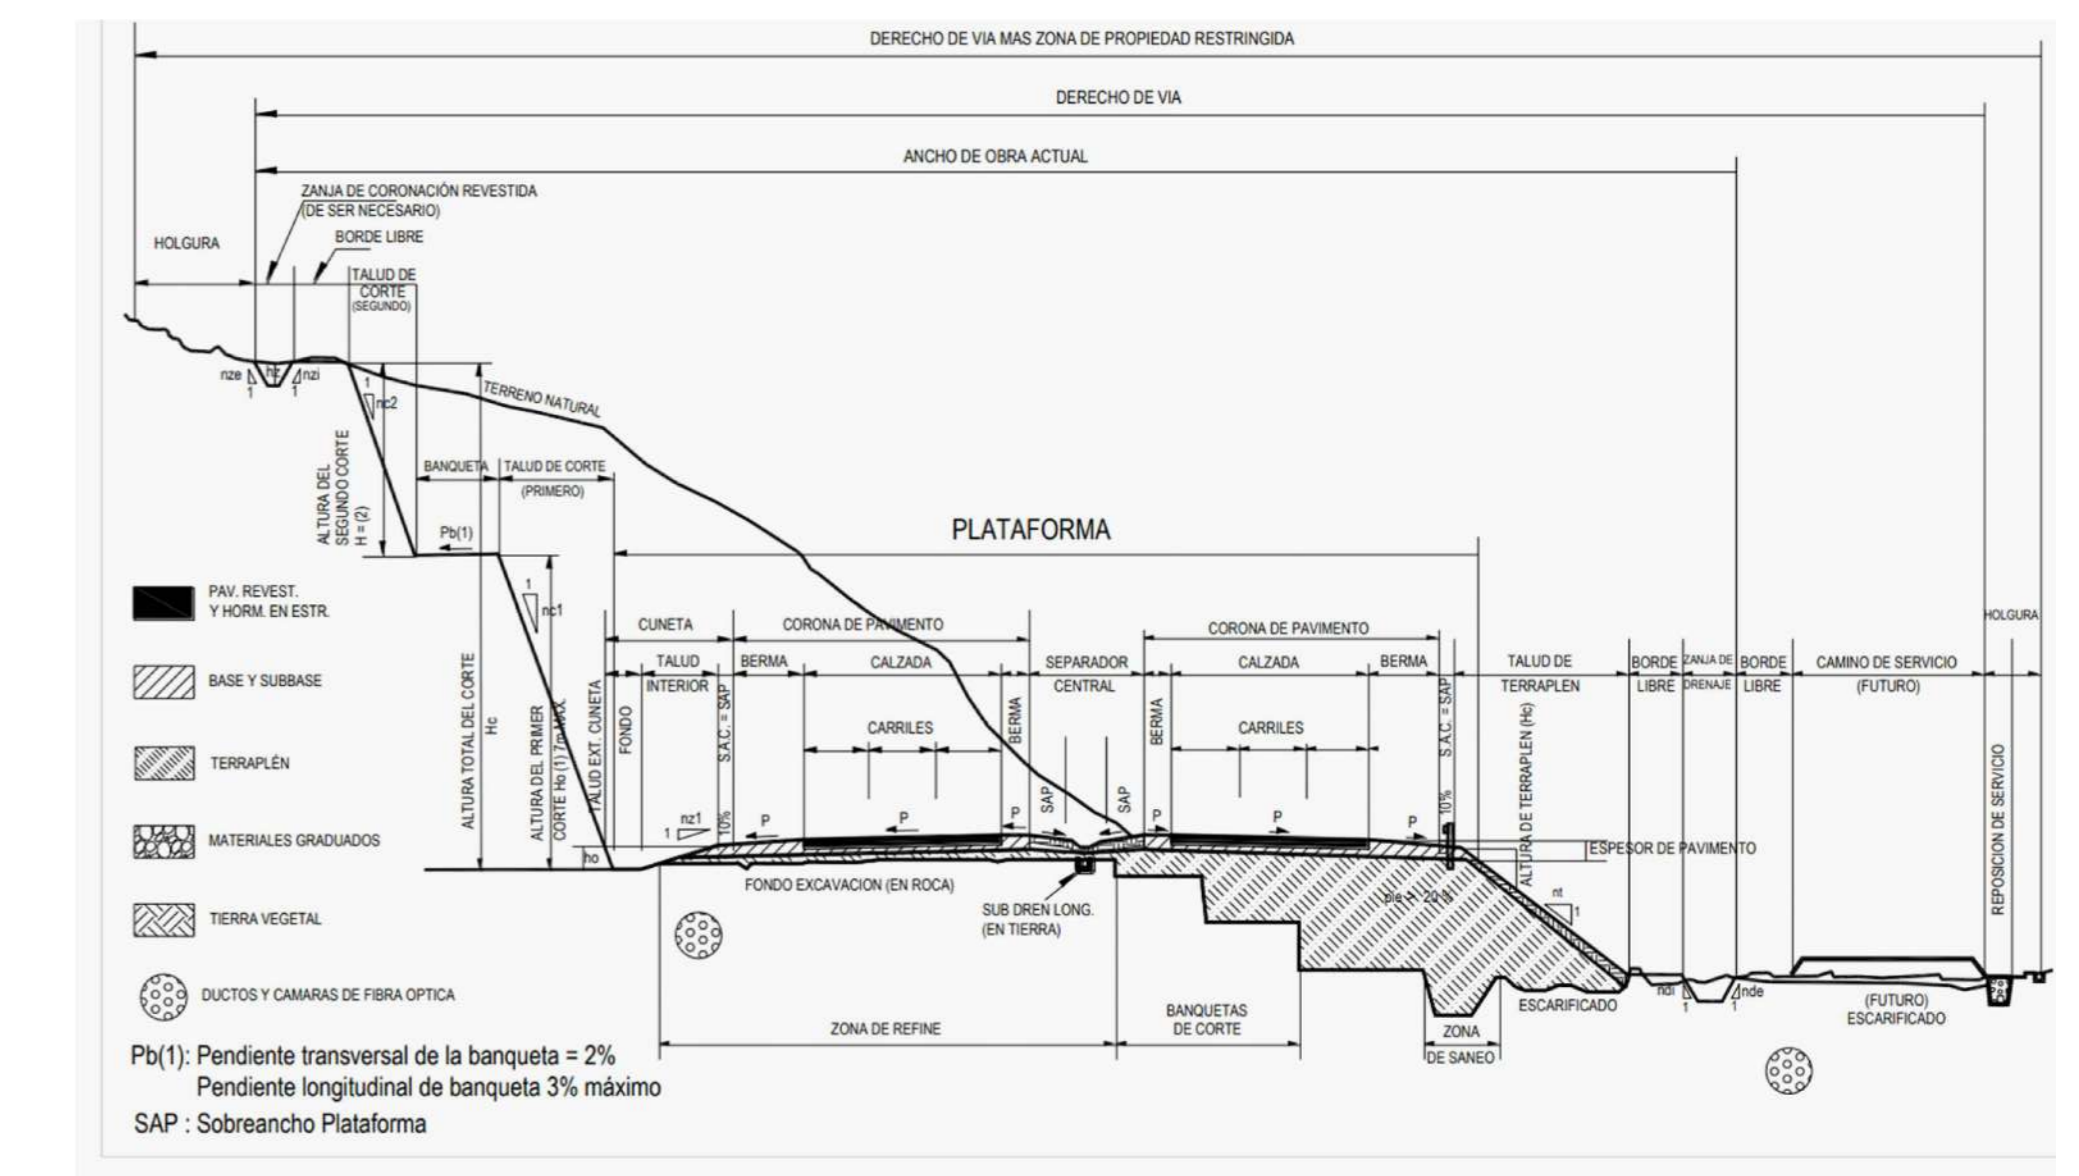 DERECHO DE VIA MAS ZONA DE PROPIEDAD RESTRINGIDA
DERECHO DE VIA
ANCHO DE OBRA ACTUAL
ZANJA DE CORONACIÓN REVESTIDA
(DE SER NECESARIO)
HOLGURA
BORDE LIBRE
TALUD DE
CORTE
(SEGUNDO)
nze
1
hz
nzi
1
1
nc2
TERRENO NATURAL
ALTURA DEL
SEGUNDO CORTE
H = (2)
BANQUETA
TALUD DE CORTE
(PRIMERO)
Pb(1)
PLATAFORMA
1
nc1
PAV. REVEST.
Y HORM. EN ESTR.
BASE Y SUBBASE
TERRAPLÉN
MATERIALES GRADUADOS
TIERRA VEGETAL
DUCTOS Y CAMARAS DE FIBRA OPTICA
ALTURA TOTAL DEL CORTE
Hc
ALTURA DEL PRIMER
CORTE Ho (1) 7m MAX.
TALUD EXT. CUNETA
CUNETA
FONDO
TALUD
INTERIOR
S.A.C. = SAP
10%
CORONA DE PAVIMENTO
BERMA
CALZADA
CARRILES
BERMA
SEPARADOR
CENTRAL
SAP
SAP
CORONA DE PAVIMENTO
BERMA
CALZADA
CARRILES
BERMA
S.A.C. = SAP
10%
TALUD DE
TERRAPLEN
ALTURA DE TERRAPLEN (Hc)
BORDE
LIBRE
ZANJA DE
DRENAJE
BORDE
LIBRE
CAMINO DE SERVICIO
(FUTURO)
HOLGURA
REPOSICION DE SERVICIO
nz1
1
ho
P
P
P
P
P
P
ESPESOR DE PAVIMENTO
FONDO EXCAVACION (EN ROCA)
SUB DREN LONG.
(EN TIERRA)
pie > 20 %
nt
1
ZONA DE REFINE
BANQUETAS
DE CORTE
ZONA
DE SANEO
ESCARIFICADO
ndi
1
nde
1
(FUTURO)
ESCARIFICADO
Pb(1): Pendiente transversal de la banqueta = 2%
Pendiente longitudinal de banqueta 3% máximo
SAP : Sobreancho Plataforma